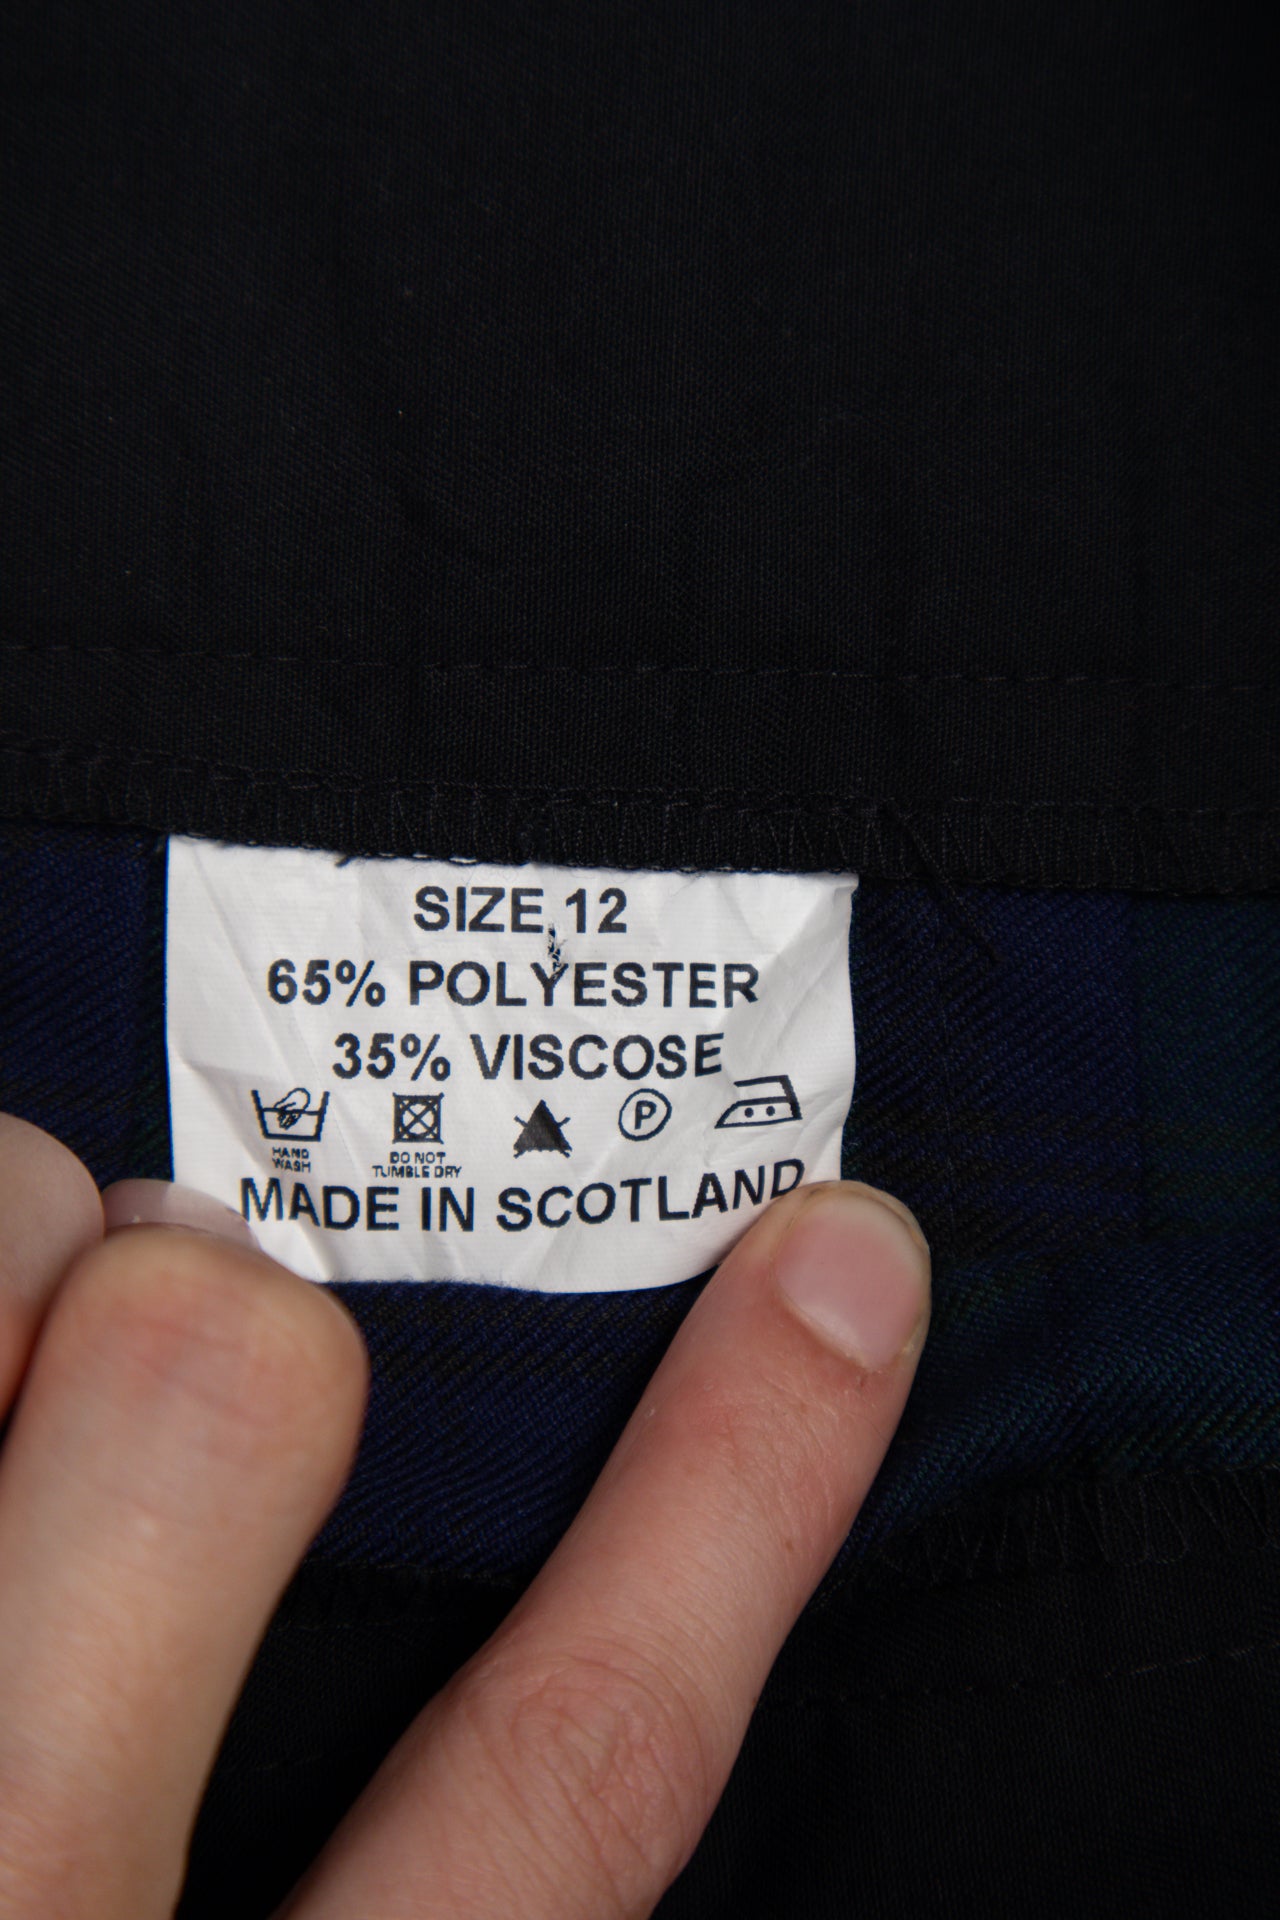 SIZE 12
65% POLYESTER
35% VISCOSE
HAND
WASH
DO NOT
TUMBLE DRY
P
MADE IN SCOTLAND